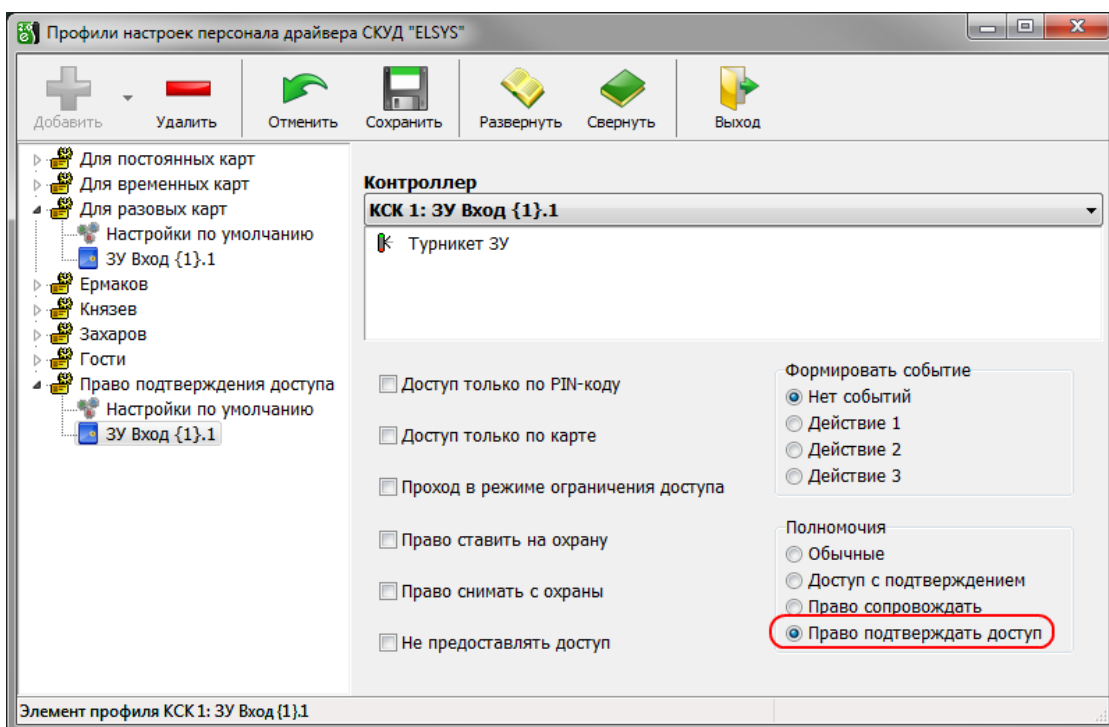 Профили настроек персонала драйвера СКУД "ELSYS"
Добавить Удалить Отменить Сохранить Развернуть Свернуть Выход
Для постоянных карт
Для временных карт
Для разовых карт
Настройки по умолчанию
ЗУ Вход {1}.1
Ермаков
Князев
Захаров
Гости
Право подтверждения доступа
Настройки по умолчанию
ЗУ Вход {1}.1
Контроллер
КСК 1: ЗУ Вход {1}.1
Турникет ЗУ
Доступ только по PIN-коду
Доступ только по карте
Проход в режиме ограничения доступа
Право ставить на охрану
Право снимать с охраны
Не предоставлять доступ
Формировать событие
Нет событий
Действие 1
Действие 2
Действие 3
Полномочия
Обычные
Доступ с подтверждением
Право сопровождать
Право подтверждать доступ
Элемент профиля КСК 1: ЗУ Вход {1}.1